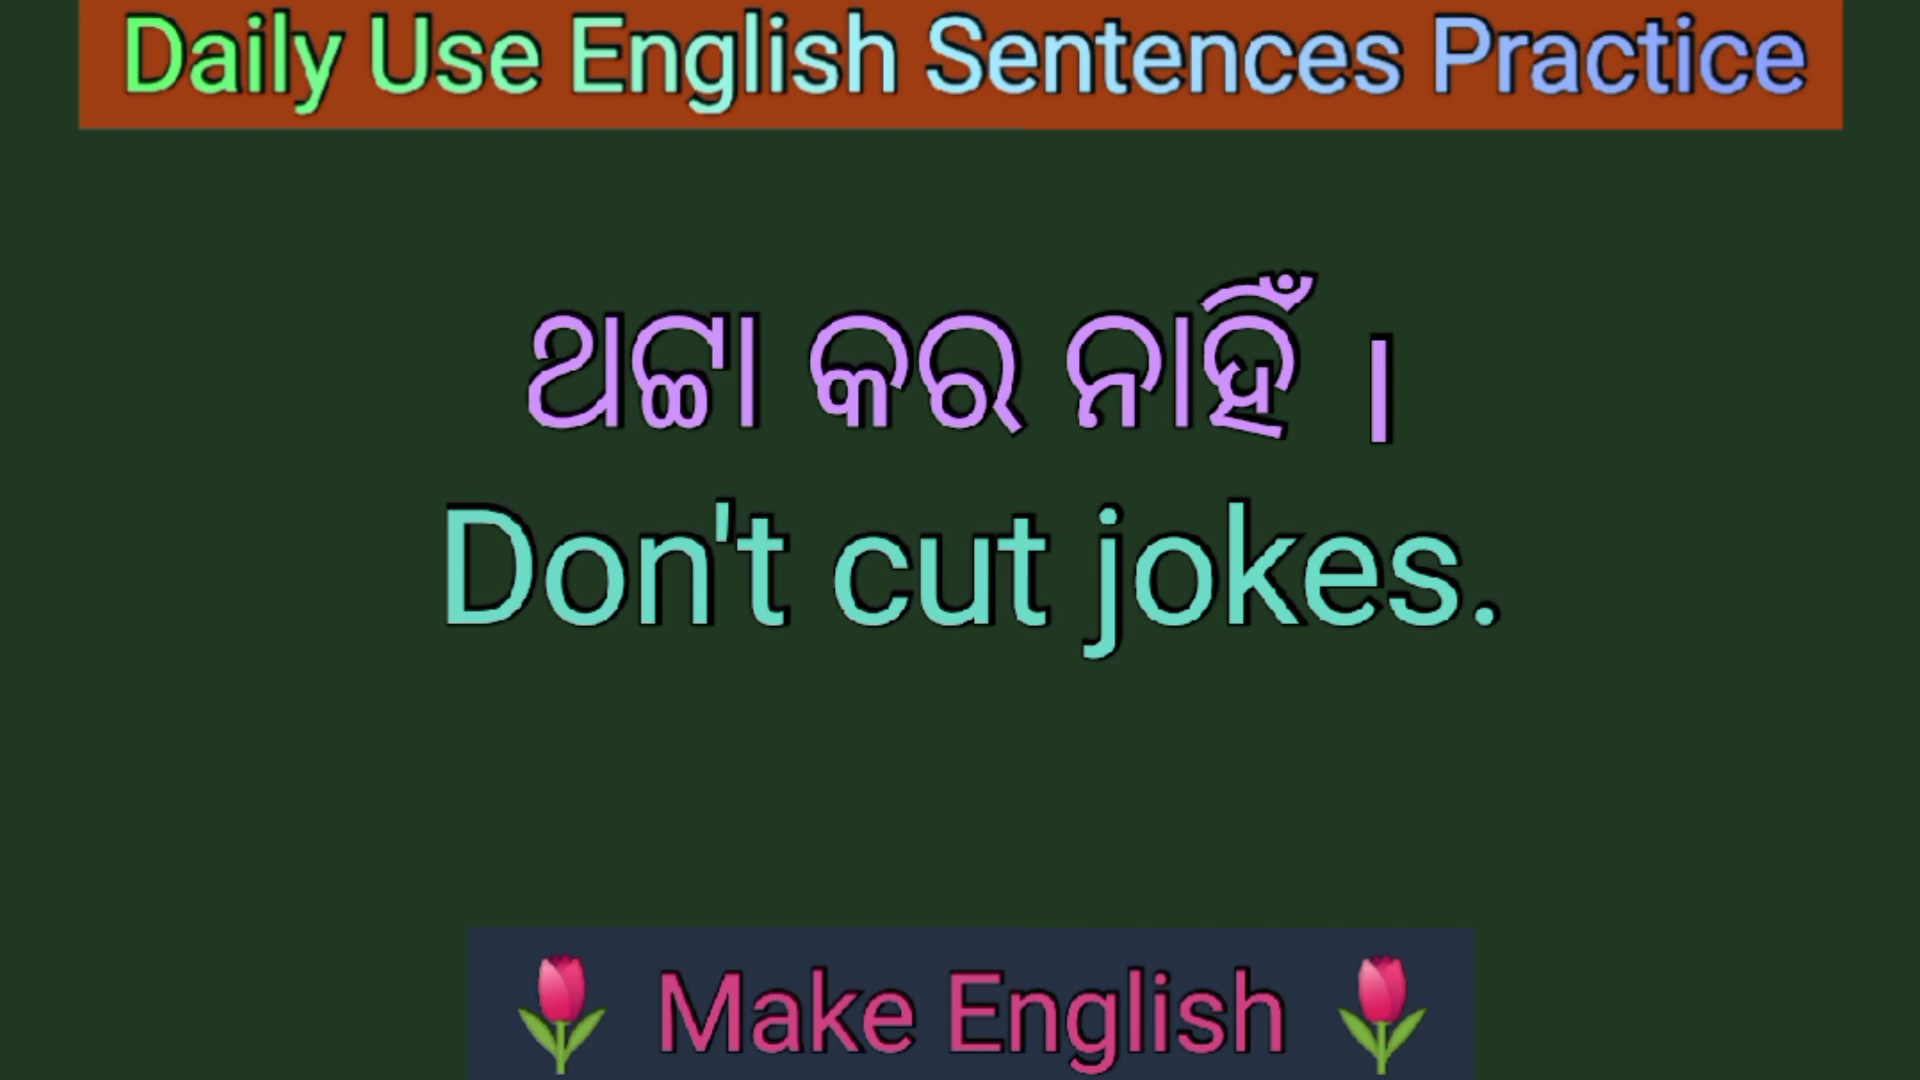 Daily Use English Sentences Practice
ଥଟ୍ଟା କର ନାହିଁ ।
Don't cut jokes.
🌷 Make English 🌷